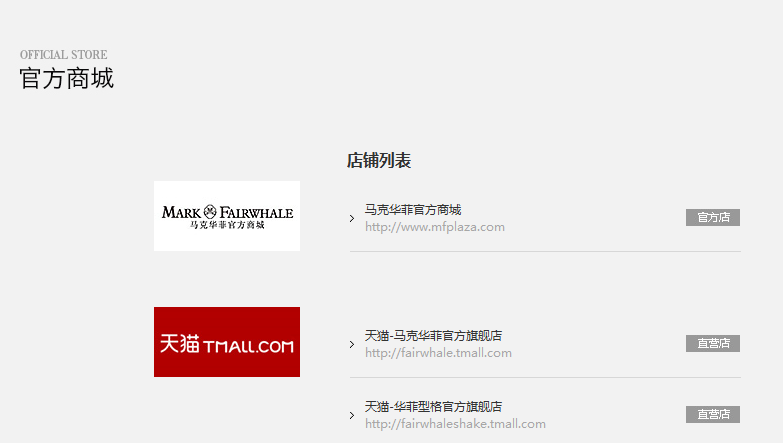 OFFICIAL STORE
官方商城
店铺列表
MARK FAIRWHALE
马克华菲官方商城
马克华菲官方商城
官方店
http://www.mfplaza.com
天猫 TMALL.COM
天猫-马克华菲官方旗舰店
直营店
http://fairwhale.tmall.com
天猫-华菲型格官方旗舰店
直营店
http://fairwhaleshake.tmall.com